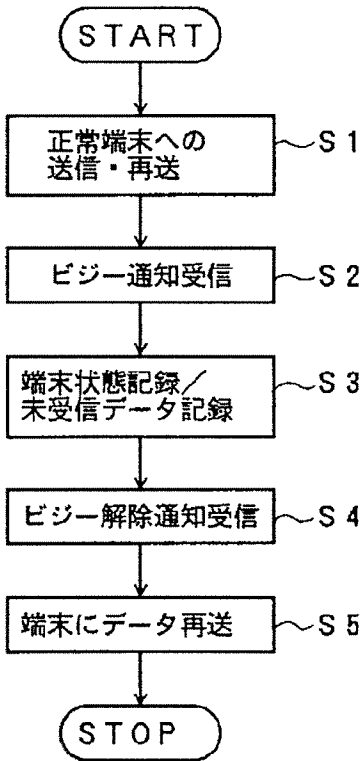 START
正常端末への
送信・再送
S1
ビジー通知受信
S2
端末状態記録／
未受信データ記録
S3
ビジー解除通知受信
S4
端末にデータ再送
S5
STOP